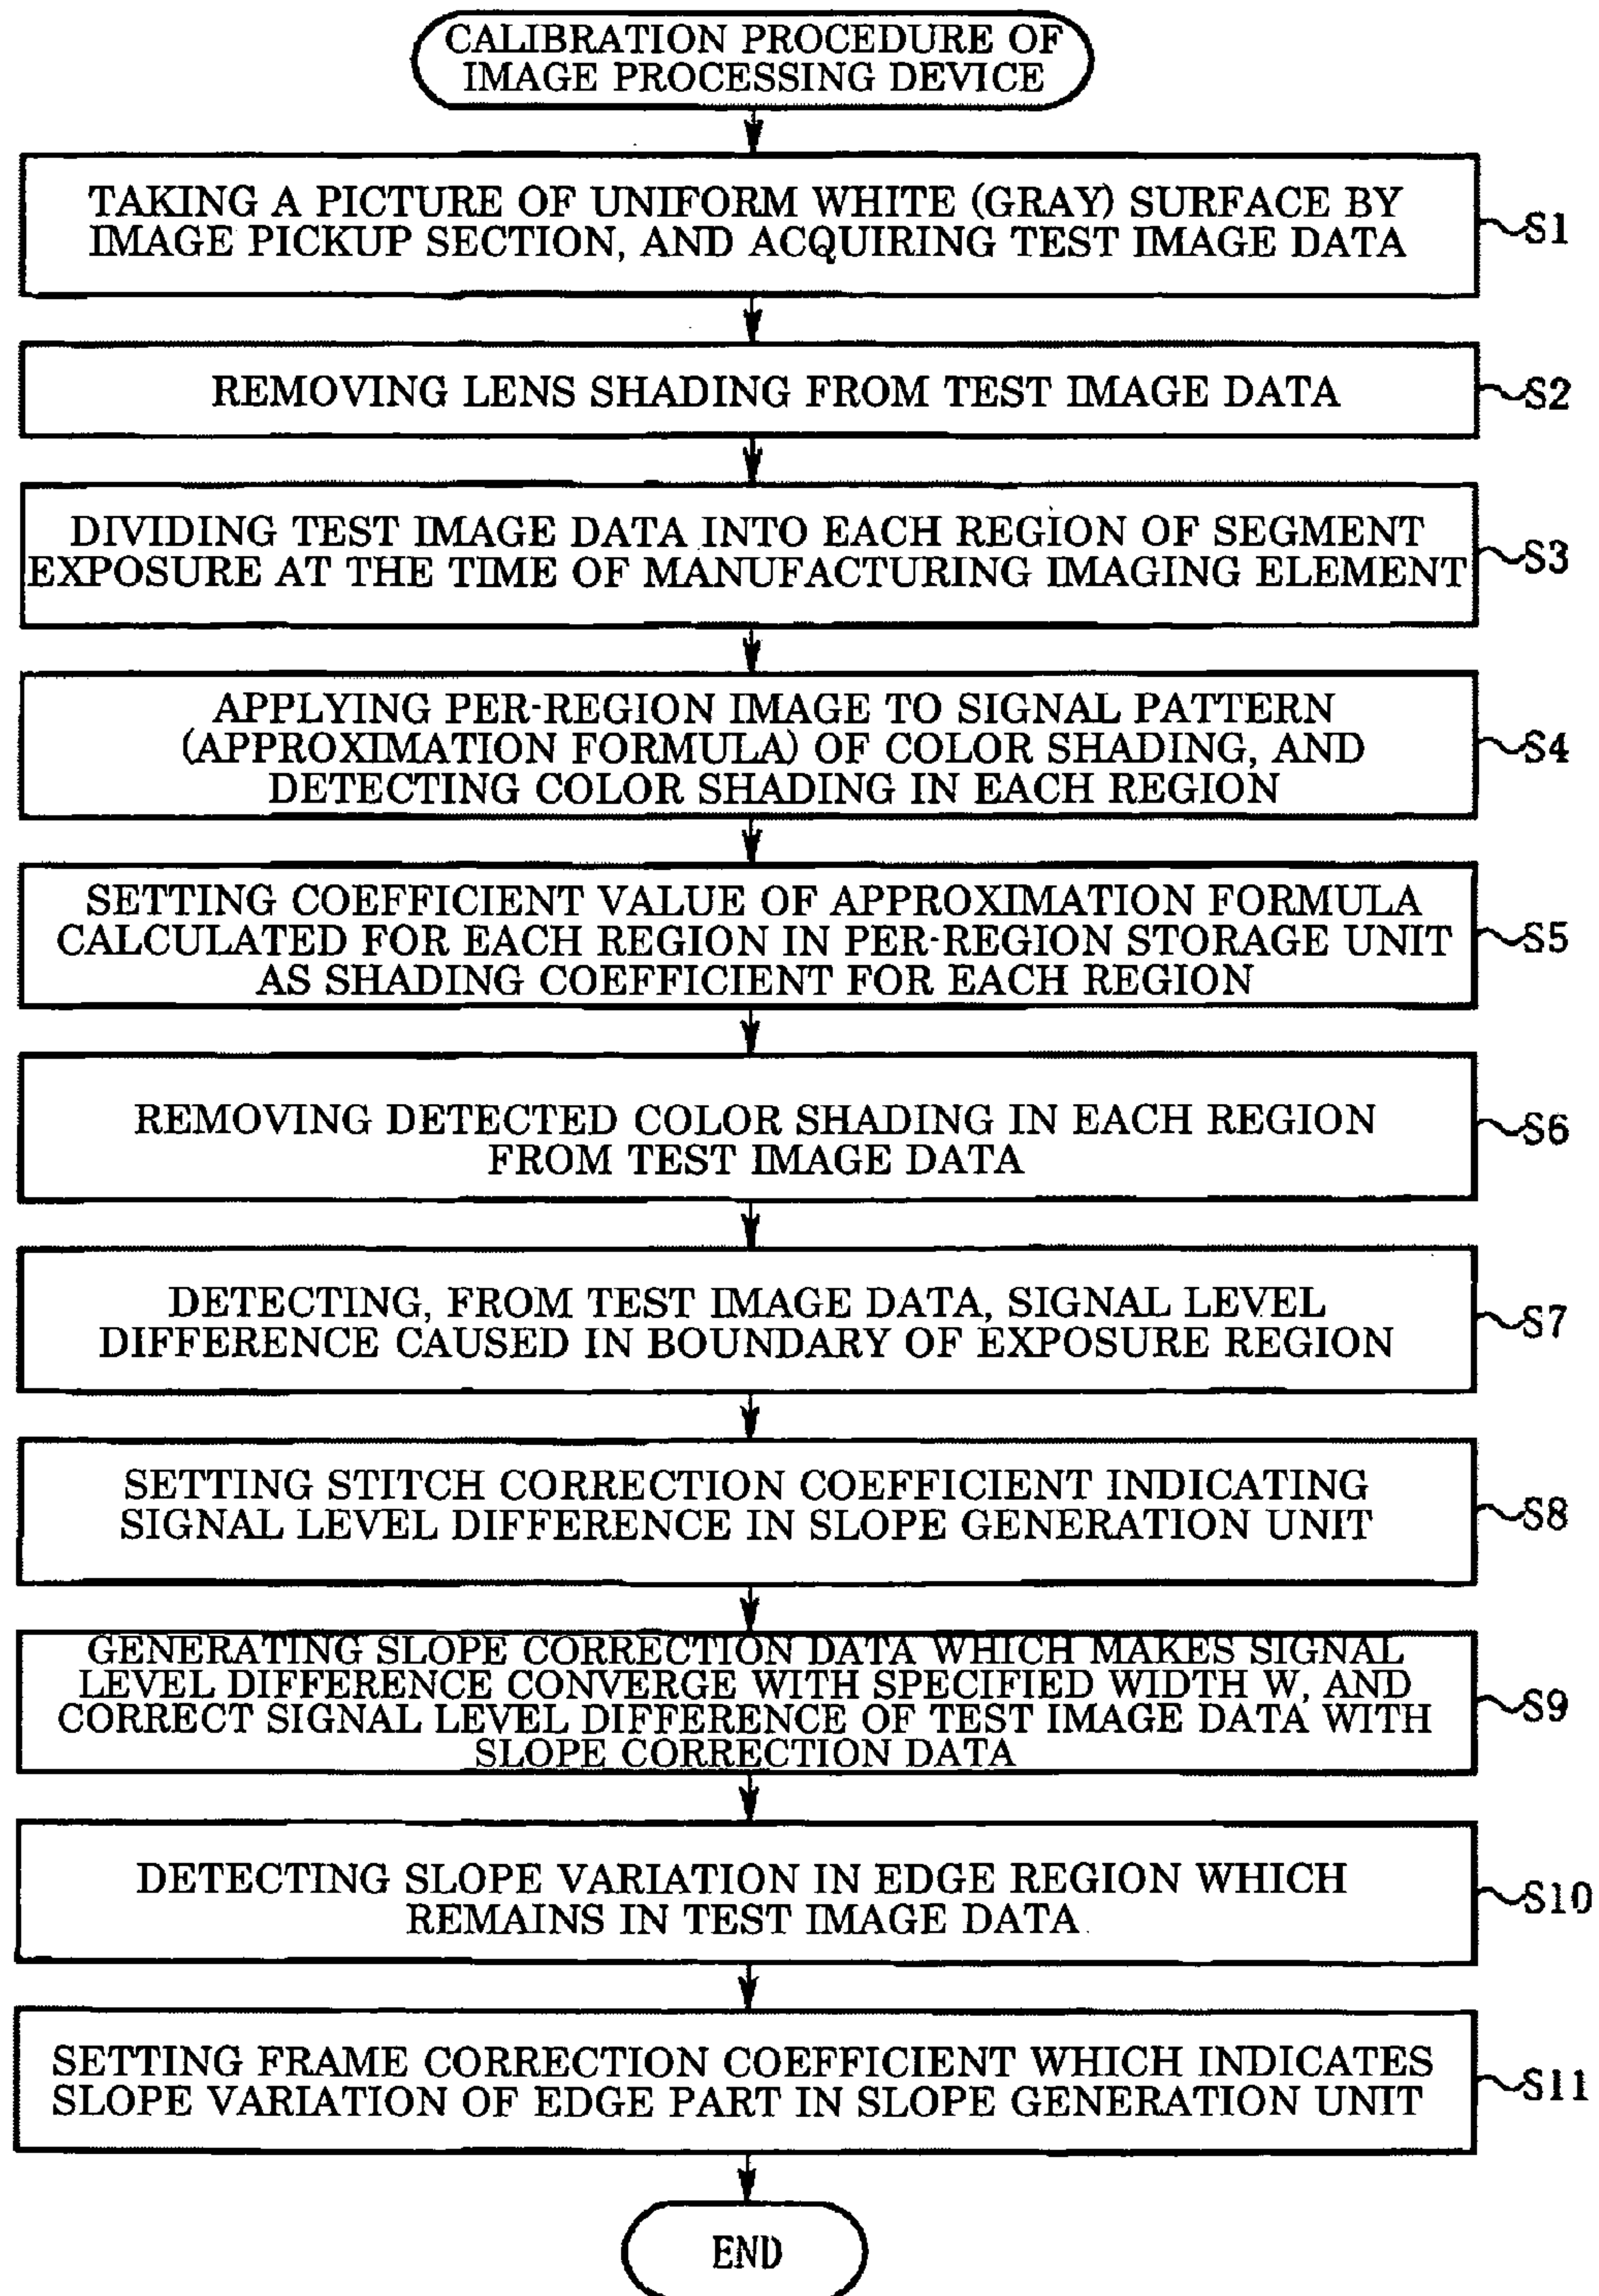 CALIBRATION PROCEDURE OF
IMAGE PROCESSING DEVICE
TAKING A PICTURE OF UNIFORM WHITE (GRAY) SURFACE BY
IMAGE PICKUP SECTION, AND ACQUIRING TEST IMAGE DATA
S1
REMOVING LENS SHADING FROM TEST IMAGE DATA
S2
DIVIDING TEST IMAGE DATA INTO EACH REGION OF SEGMENT
EXPOSURE AT THE TIME OF MANUFACTURING IMAGING ELEMENT
S3
APPLYING PER-REGION IMAGE TO SIGNAL PATTERN
(APPROXIMATION FORMULA) OF COLOR SHADING, AND
DETECTING COLOR SHADING IN EACH REGION
S4
SETTING COEFFICIENT VALUE OF APPROXIMATION FORMULA
CALCULATED FOR EACH REGION IN PER-REGION STORAGE UNIT
AS SHADING COEFFICIENT FOR EACH REGION
S5
REMOVING DETECTED COLOR SHADING IN EACH REGION
FROM TEST IMAGE DATA
S6
DETECTING, FROM TEST IMAGE DATA, SIGNAL LEVEL
DIFFERENCE CAUSED IN BOUNDARY OF EXPOSURE REGION
S7
SETTING STITCH CORRECTION COEFFICIENT INDICATING
SIGNAL LEVEL DIFFERENCE IN SLOPE GENERATION UNIT
S8
GENERATING SLOPE CORRECTION DATA WHICH MAKES SIGNAL
LEVEL DIFFERENCE CONVERGE WITH SPECIFIED WIDTH W, AND
CORRECT SIGNAL LEVEL DIFFERENCE OF TEST IMAGE DATA WITH
SLOPE CORRECTION DATA
S9
DETECTING SLOPE VARIATION IN EDGE REGION WHICH
REMAINS IN TEST IMAGE DATA
S10
SETTING FRAME CORRECTION COEFFICIENT WHICH INDICATES
SLOPE VARIATION OF EDGE PART IN SLOPE GENERATION UNIT
S11
END